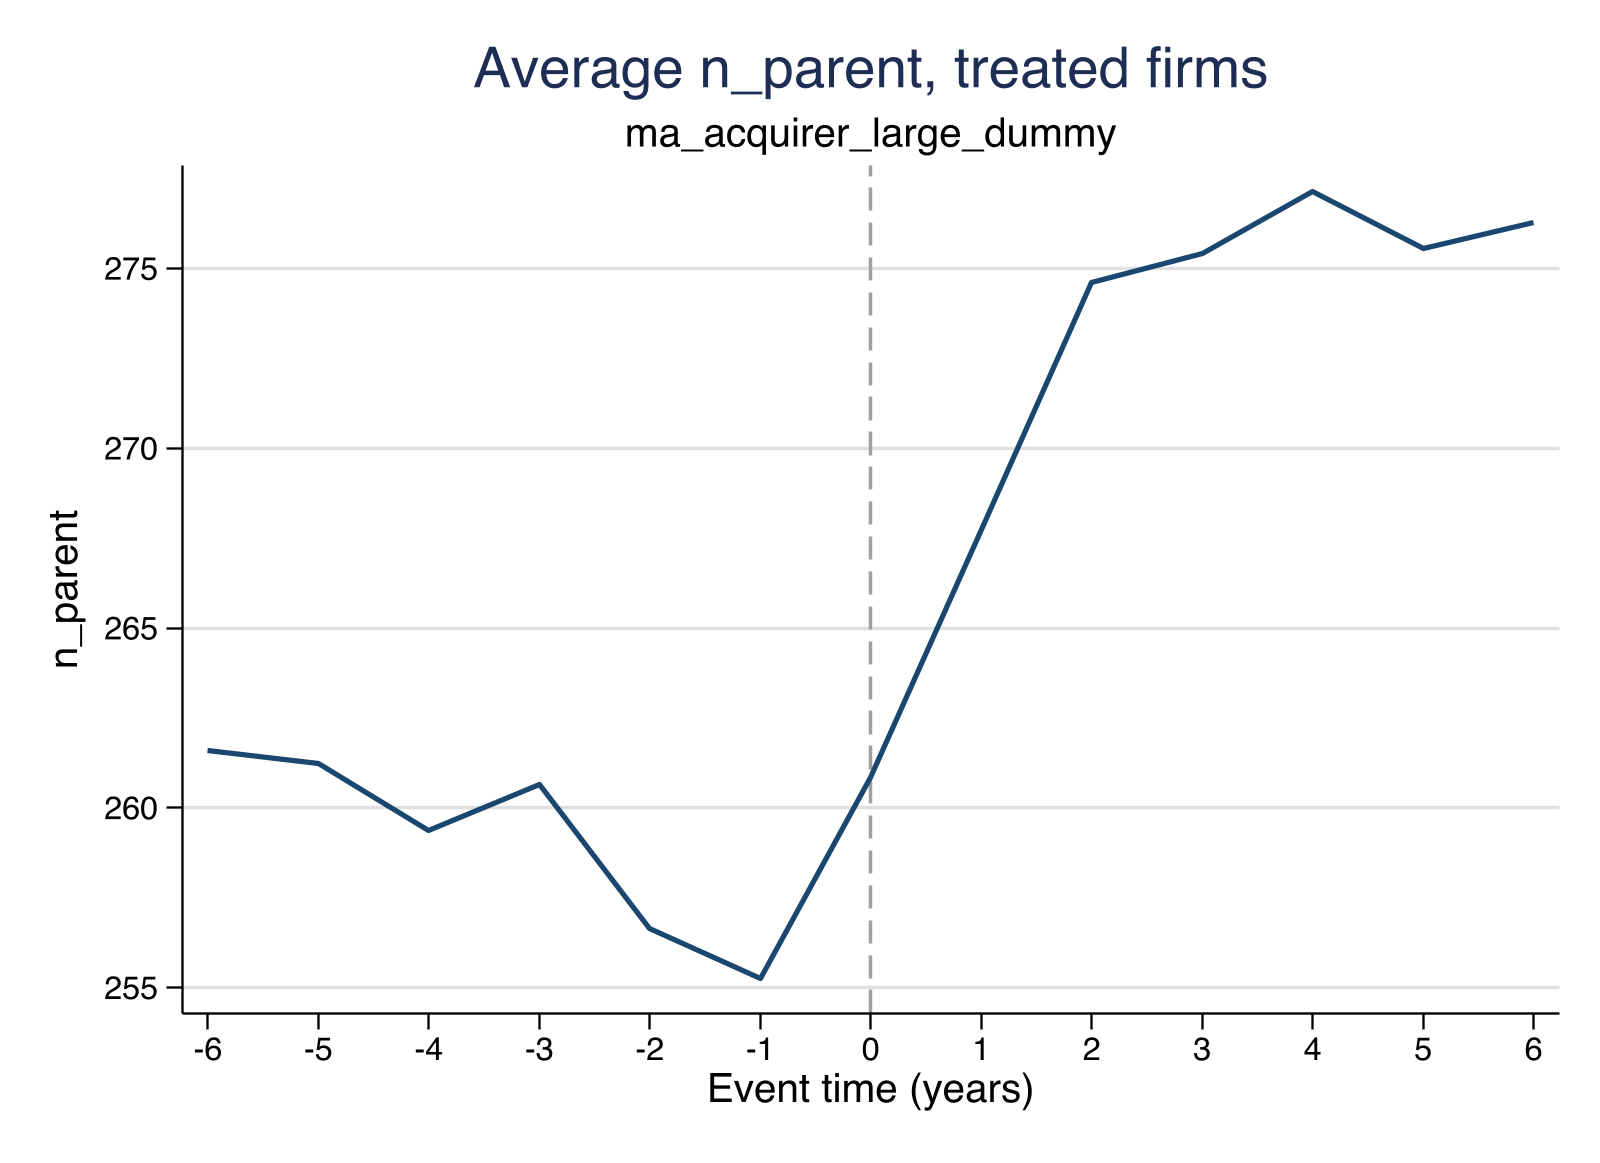 Average n_parent, treated firms
ma_acquirer_large_dummy
n_parent
275
270
265
260
255
-6 -5 -4 -3 -2 -1 0 1 2 3 4 5 6
Event time (years)